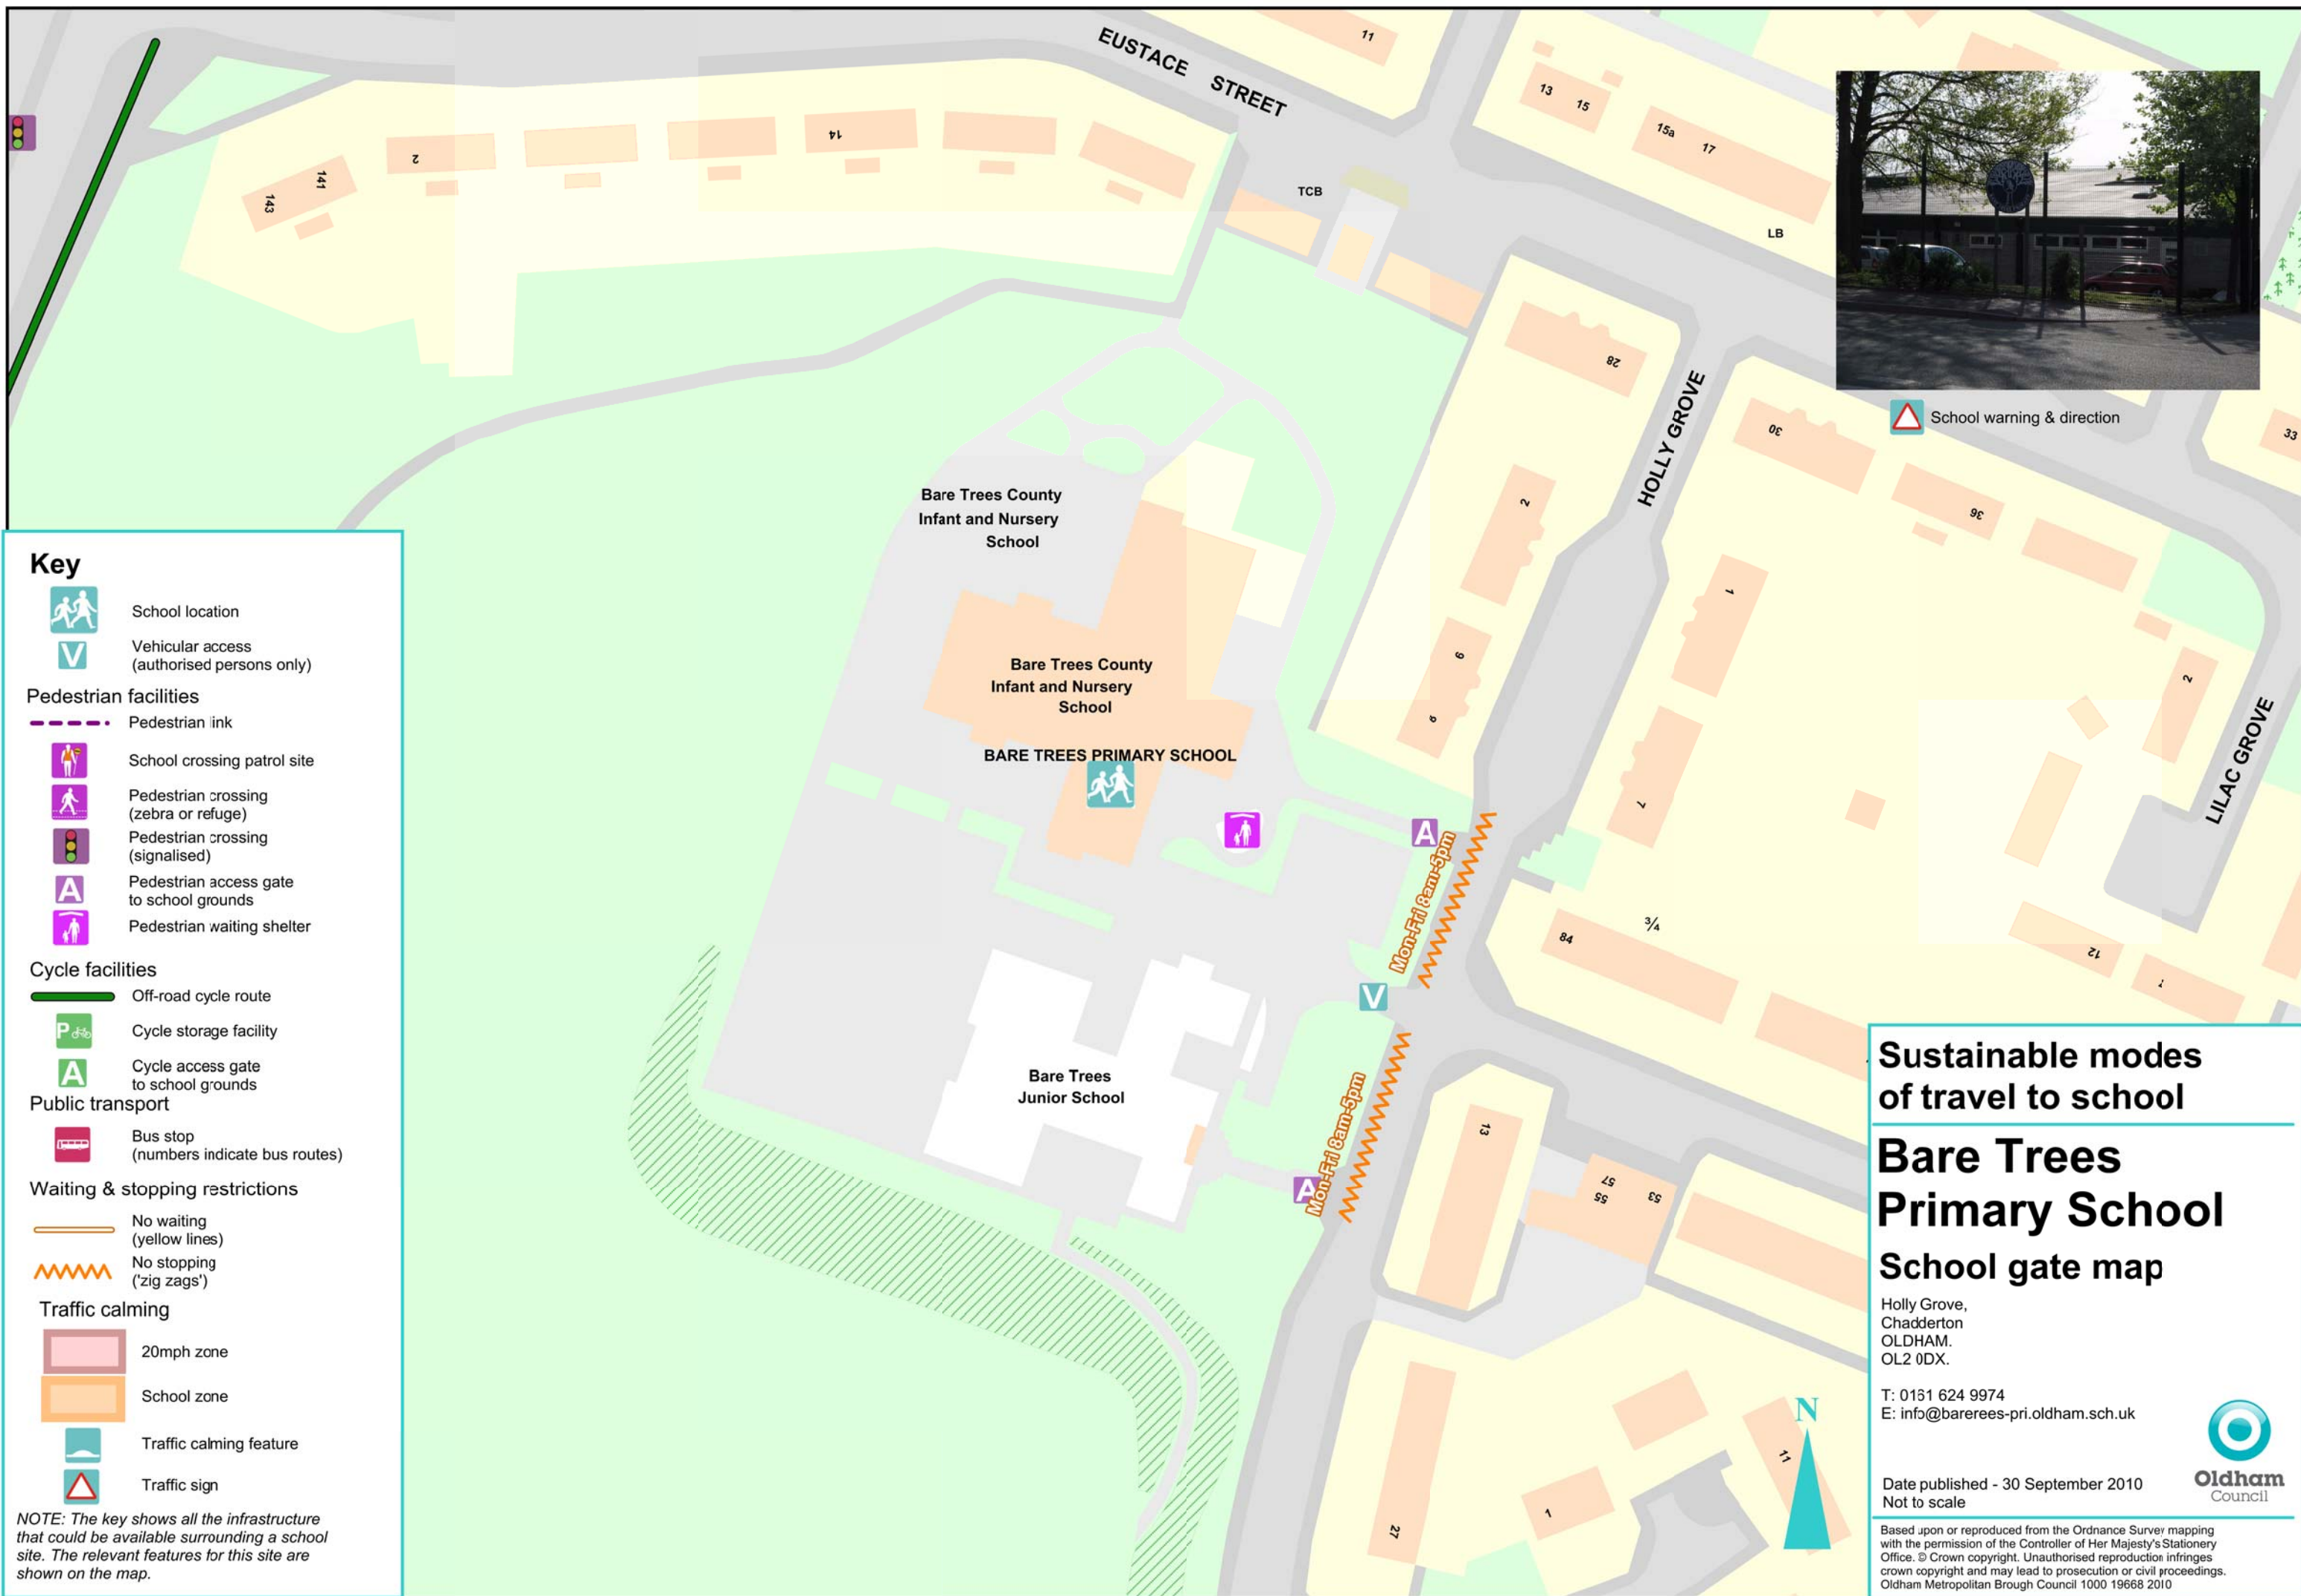 EUSTACE STREET
11
13
15
15a
17
TCB
LB
141
143
2
14
28
HOLLY GROVE
30
36
33
School warning & direction
Bare Trees County
Infant and Nursery
School
2
6
9
1
7
2
LILAC GROVE
Bare Trees County
Infant and Nursery
School
BARE TREES PRIMARY SCHOOL
A
Mon-Fri 8am-5pm
V
84
3/4
12
1
Bare Trees
Junior School
A
Mon-Fri 8am-5pm
13
57
55
53
27
1
11
N
Key
School location
V
Vehicular access
(authorised persons only)
Pedestrian facilities
Pedestrian link
School crossing patrol site
Pedestrian crossing
(zebra or refuge)
Pedestrian crossing
(signalised)
A
Pedestrian access gate
to school grounds
Pedestrian waiting shelter
Cycle facilities
Off-road cycle route
P
Cycle storage facility
A
Cycle access gate
to school grounds
Public transport
Bus stop
(numbers indicate bus routes)
Waiting & stopping restrictions
No waiting
(yellow lines)
No stopping
('zig zags')
Traffic calming
20mph zone
School zone
Traffic calming feature
Traffic sign
NOTE: The key shows all the infrastructure
that could be available surrounding a school
site. The relevant features for this site are
shown on the map.
Sustainable modes
of travel to school
Bare Trees
Primary School
School gate map
Holly Grove,
Chadderton
OLDHAM.
OL2 0DX.
T: 0161 624 9974
E: info@barerees-pri.oldham.sch.uk
Date published - 30 September 2010
Not to scale
Oldham
Council
Based upon or reproduced from the Ordnance Survey mapping
with the permission of the Controller of Her Majesty's Stationery
Office. © Crown copyright. Unauthorised reproduction infringes
crown copyright and may lead to prosecution or civil proceedings.
Oldham Metropolitan Brough Council 1000 19668 2010